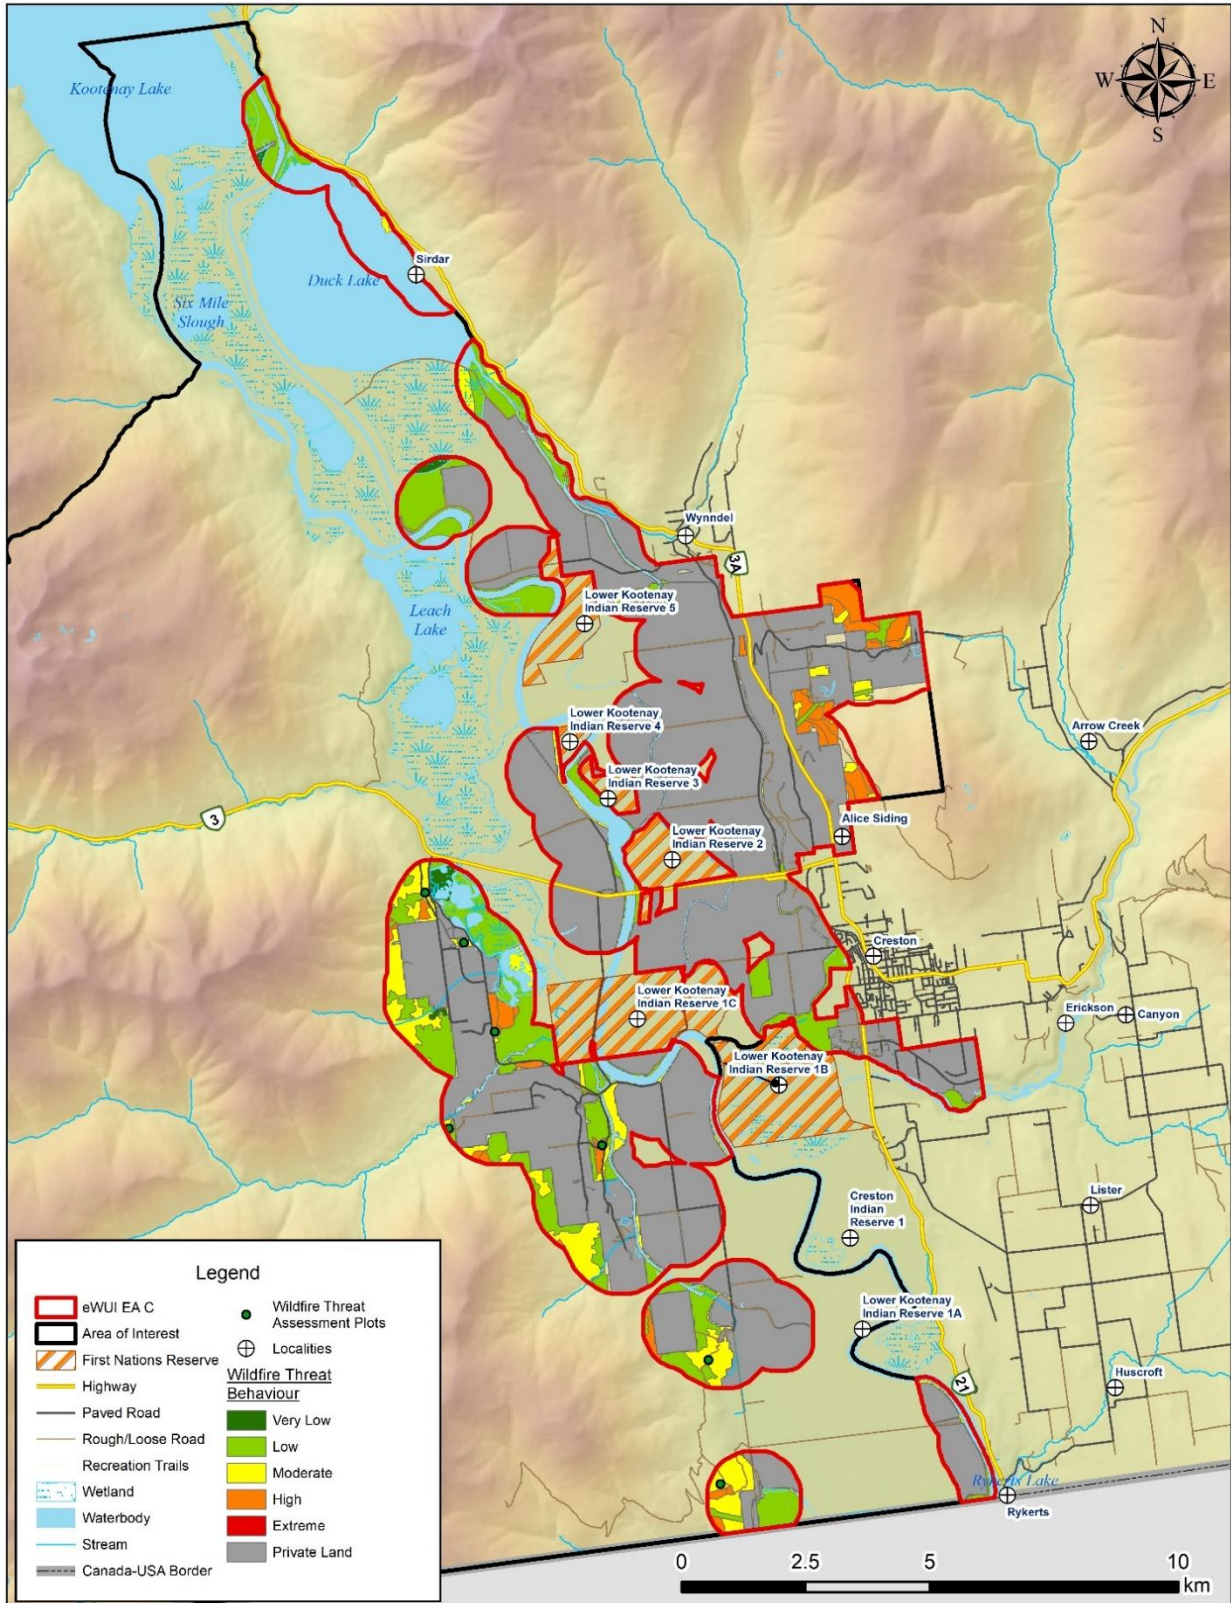 N
W E
S
Kootenay Lake
Sirdar
Duck Lake
Six Mile
Slough
Wynndel
3A
Lower Kootenay
Indian Reserve 5
Leach
Lake
Lower Kootenay
Indian Reserve 4
Arrow Creek
Lower Kootenay
Indian Reserve 3
3
Alice Siding
Lower Kootenay
Indian Reserve 2
Creston
Lower Kootenay
Indian Reserve 1C
Erickson
Canyon
Lower Kootenay
Indian Reserve 1B
Lister
Creston
Indian
Reserve 1
Lower Kootenay
Indian Reserve 1A
21
Huscroft
Rykerts Lake
Rykerts
Legend
eWUI EA C
Area of Interest
First Nations Reserve
Highway
Paved Road
Rough/Loose Road
Recreation Trails
Wetland
Waterbody
Stream
Canada-USA Border
Wildfire Threat
Assessment Plots
Localities
Wildfire Threat
Behaviour
Very Low
Low
Moderate
High
Extreme
Private Land
0 2.5 5 10
km